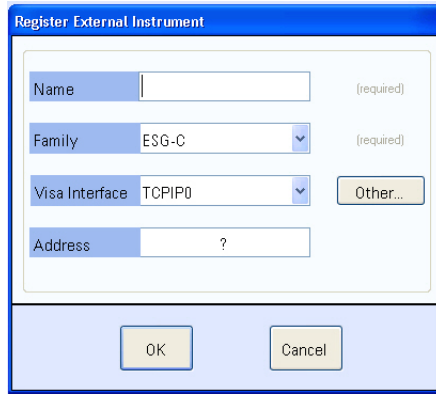 Register External Instrument
Name (required)
Family ESG-C (required)
Visa Interface TCPIP0 Other...
Address ?
OK Cancel